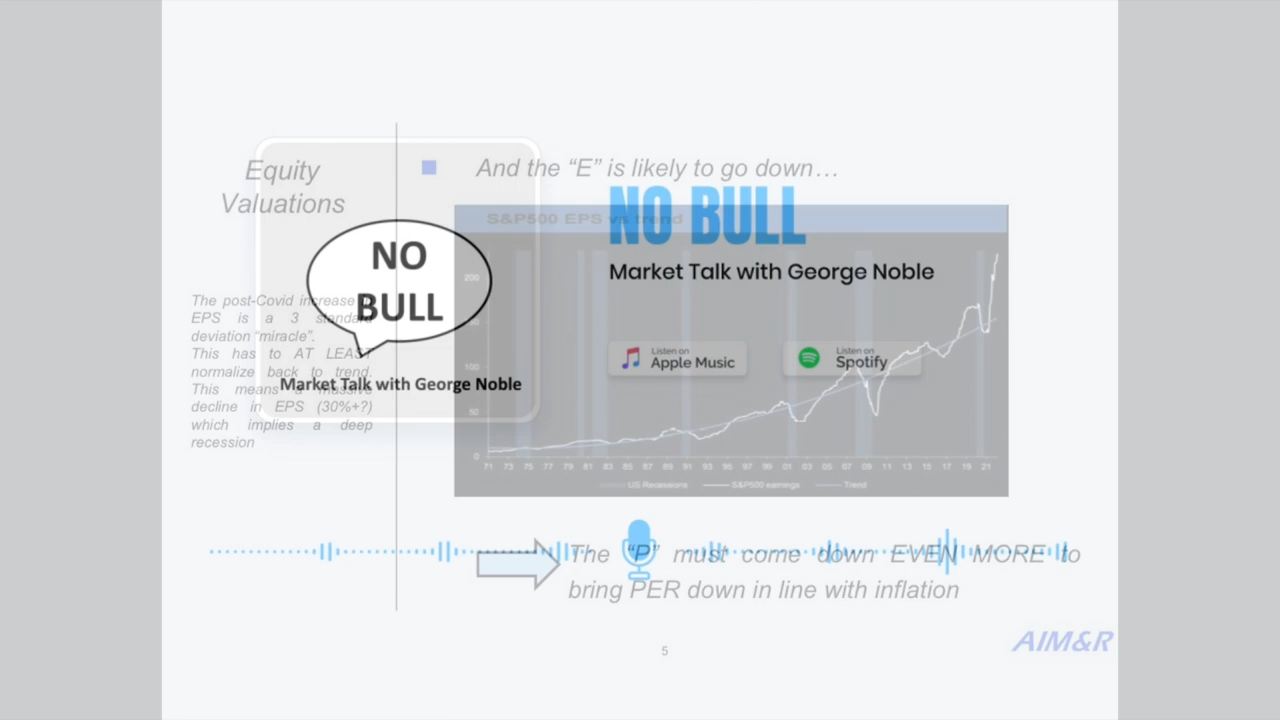 Equity
Valuations
And the “E” is likely to go down…
The post-Covid increase
EPS is a 3 standard
deviation “miracle”.
This has to AT LEAST
normalize back to trend.
This means a massive
decline in EPS (30%+?)
which implies a deep
recession
NO
BULL
Market Talk with George Noble
NO BULL
Market Talk with George Noble
Listen on
Apple Music
Listen on
Spotify
S&P500 EPS vs trend
200
100
50
0
71 73 75 77 79 81 83 85 87 89 91 93 95 97 99 01 03 05 07 09 11 13 15 17 19 21
US Recessions S&P500 earnings Trend
The “P” must come down EVEN MORE to
bring PER down in line with inflation
5
AIM&R